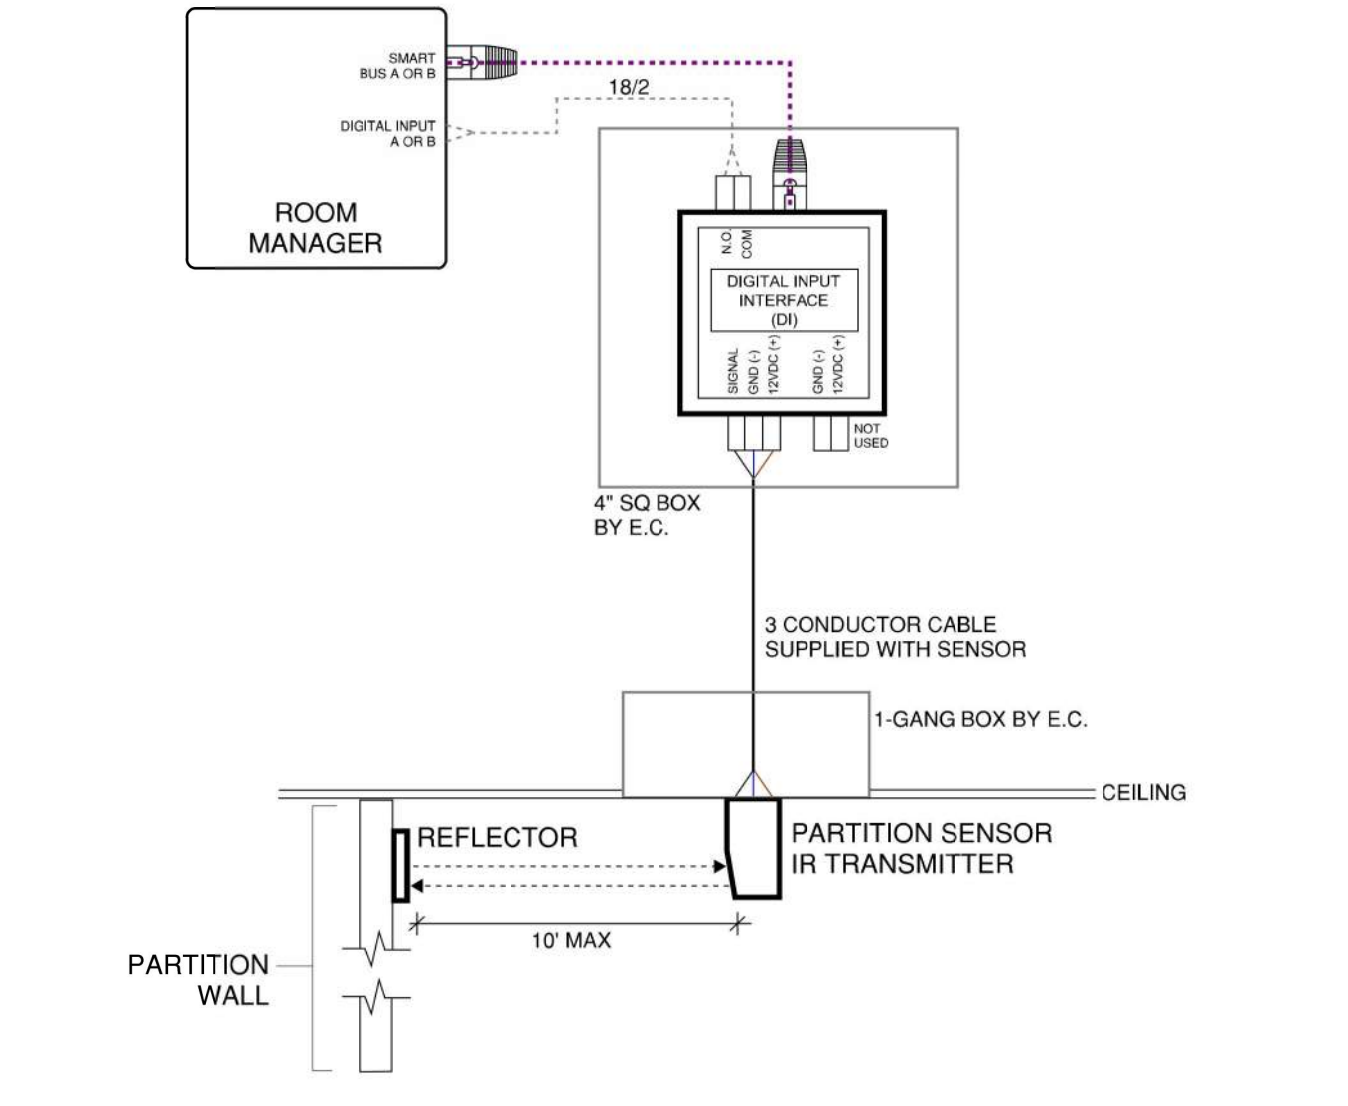 SMART
BUS A OR B
18/2
DIGITAL INPUT
A OR B
ROOM
MANAGER
N.O.
COM
DIGITAL INPUT
INTERFACE
(DI)
SIGNAL
GND (-)
12VDC (+)
GND (-)
12VDC (+)
NOT
USED
4" SQ BOX
BY E.C.
3 CONDUCTOR CABLE
SUPPLIED WITH SENSOR
1-GANG BOX BY E.C.
CEILING
REFLECTOR
PARTITION SENSOR
IR TRANSMITTER
10' MAX
PARTITION
WALL